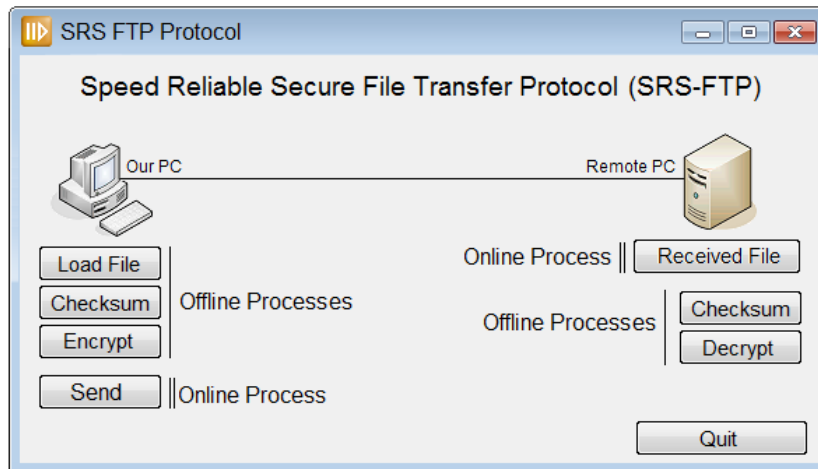 SRS FTP Protocol
Speed Reliable Secure File Transfer Protocol (SRS-FTP)
Our PC
Remote PC
Load File
Checksum
Encrypt
Offline Processes
Send
Online Process
Online Process
Received File
Offline Processes
Checksum
Decrypt
Quit